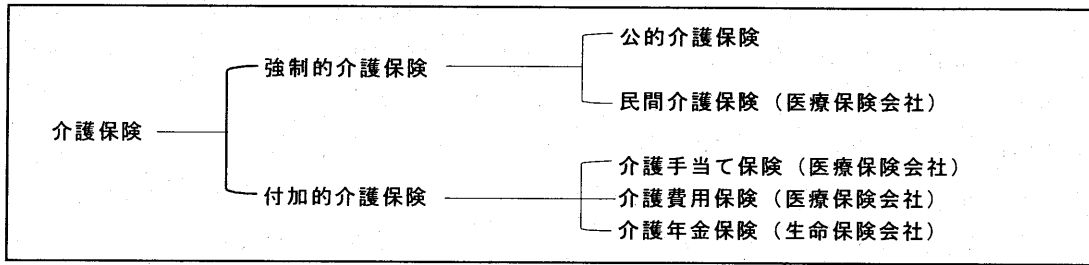 公的介護保険
強制的介護保険
民間介護保険（医療保険会社）
介護保険
介護手当て保険（医療保険会社）
付加的介護保険
介護費用保険（医療保険会社）
介護年金保険（生命保険会社）